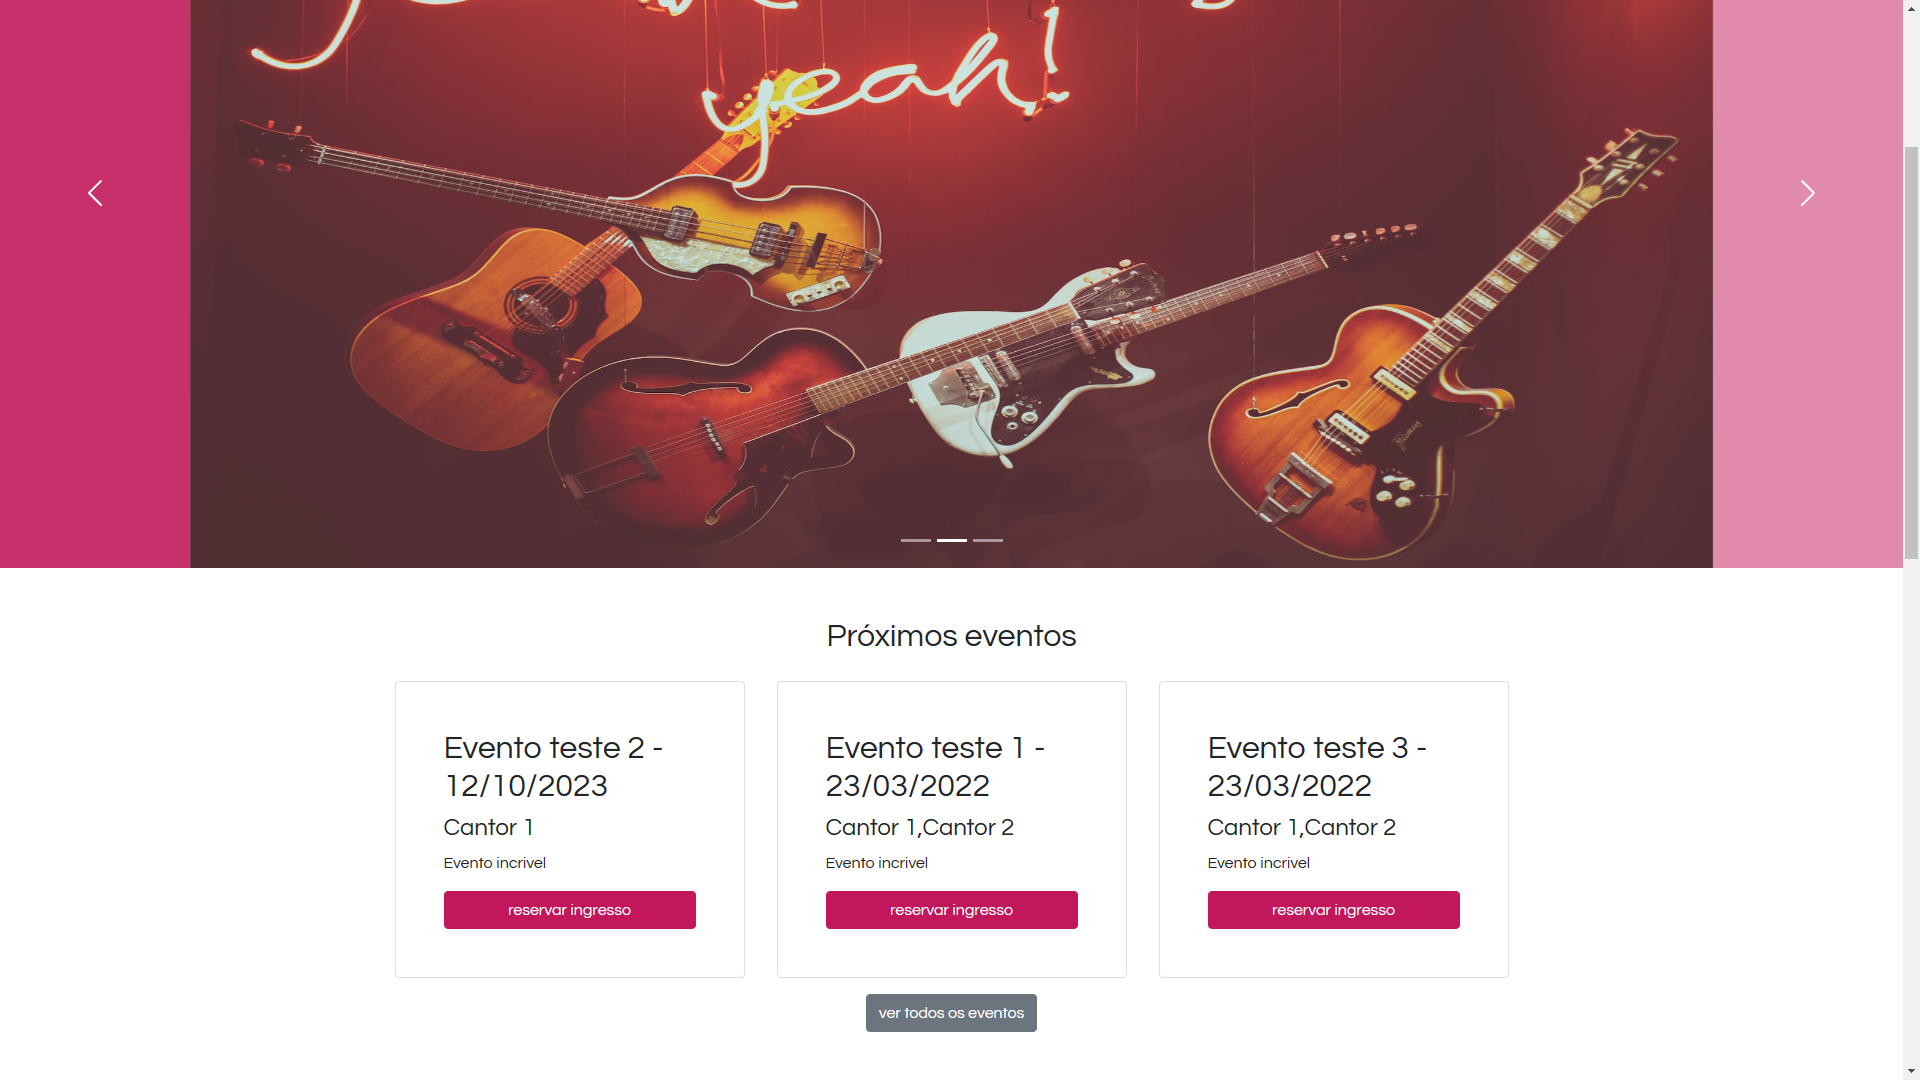 yeah!
Próximos eventos
Evento teste 2 -
12/10/2023
Cantor 1
Evento incrivel
reservar ingresso
Evento teste 1 -
23/03/2022
Cantor 1,Cantor 2
Evento incrivel
reservar ingresso
Evento teste 3 -
23/03/2022
Cantor 1,Cantor 2
Evento incrivel
reservar ingresso
ver todos os eventos